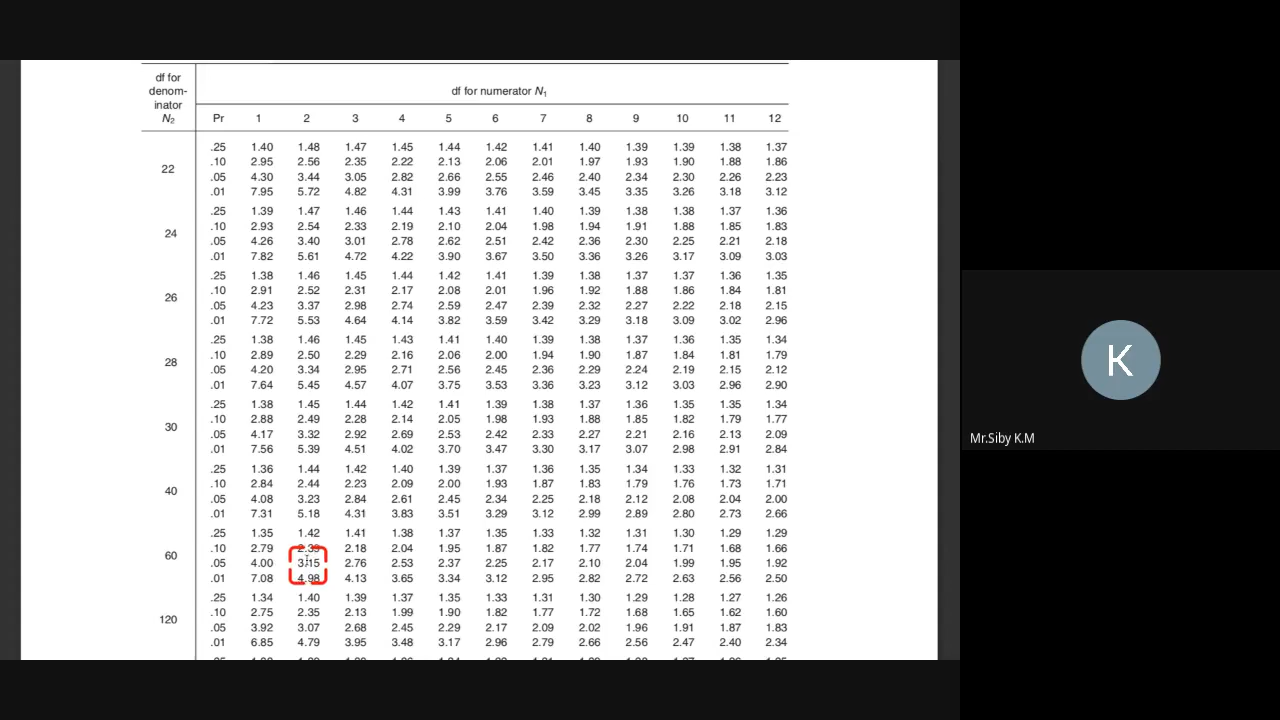 df for
denom-
inator
N2
df for numerator N1
Pr 1 2 3 4 5 6 7 8 9 10 11 12
.25 1.40 1.48 1.47 1.45 1.44 1.42 1.41 1.40 1.39 1.39 1.38 1.37
.10 2.95 2.56 2.35 2.22 2.13 2.06 2.01 1.97 1.93 1.90 1.88 1.86
22
.05 4.30 3.44 3.05 2.82 2.66 2.55 2.46 2.40 2.34 2.30 2.26 2.23
.01 7.95 5.72 4.82 4.31 3.99 3.76 3.59 3.45 3.35 3.26 3.18 3.12
.25 1.39 1.47 1.46 1.44 1.43 1.41 1.40 1.39 1.38 1.38 1.37 1.36
.10 2.93 2.54 2.33 2.19 2.10 2.04 1.98 1.94 1.91 1.88 1.85 1.83
24
.05 4.26 3.40 3.01 2.78 2.62 2.51 2.42 2.36 2.30 2.25 2.21 2.18
.01 7.82 5.61 4.72 4.22 3.90 3.67 3.50 3.36 3.26 3.17 3.09 3.03
.25 1.38 1.46 1.45 1.44 1.42 1.41 1.39 1.38 1.37 1.37 1.36 1.35
.10 2.91 2.52 2.31 2.17 2.08 2.01 1.96 1.92 1.88 1.86 1.84 1.81
26
.05 4.23 3.37 2.98 2.74 2.59 2.47 2.39 2.32 2.27 2.22 2.18 2.15
.01 7.72 5.53 4.64 4.14 3.82 3.59 3.42 3.29 3.18 3.09 3.02 2.96
.25 1.38 1.46 1.45 1.43 1.41 1.40 1.39 1.38 1.37 1.36 1.35 1.34
.10 2.89 2.50 2.29 2.16 2.06 2.00 1.94 1.90 1.87 1.84 1.81 1.79
28
.05 4.20 3.34 2.95 2.71 2.56 2.45 2.36 2.29 2.24 2.19 2.15 2.12
.01 7.64 5.45 4.57 4.07 3.75 3.53 3.36 3.23 3.12 3.03 2.96 2.90
.25 1.38 1.45 1.44 1.42 1.41 1.39 1.38 1.37 1.36 1.35 1.35 1.34
.10 2.88 2.49 2.28 2.14 2.05 1.98 1.93 1.88 1.85 1.82 1.79 1.77
30
.05 4.17 3.32 2.92 2.69 2.53 2.42 2.33 2.27 2.21 2.16 2.13 2.09
.01 7.56 5.39 4.51 4.02 3.70 3.47 3.30 3.17 3.07 2.98 2.91 2.84
.25 1.36 1.44 1.42 1.40 1.39 1.37 1.36 1.35 1.34 1.33 1.32 1.31
.10 2.84 2.44 2.23 2.09 2.00 1.93 1.87 1.83 1.79 1.76 1.73 1.71
40
.05 4.08 3.23 2.84 2.61 2.45 2.34 2.25 2.18 2.12 2.08 2.04 2.00
.01 7.31 5.18 4.31 3.83 3.51 3.29 3.12 2.99 2.89 2.80 2.73 2.66
.25 1.35 1.42 1.41 1.38 1.37 1.35 1.33 1.32 1.31 1.30 1.29 1.29
.10 2.79 2.39 2.18 2.04 1.95 1.87 1.82 1.77 1.74 1.71 1.68 1.66
60
.05 4.00 3.15 2.76 2.53 2.37 2.25 2.17 2.10 2.04 1.99 1.95 1.92
.01 7.08 4.98 4.13 3.65 3.34 3.12 2.95 2.82 2.72 2.63 2.56 2.50
.25 1.34 1.40 1.39 1.37 1.35 1.33 1.31 1.30 1.29 1.28 1.27 1.26
.10 2.75 2.35 2.13 1.99 1.90 1.82 1.77 1.72 1.68 1.65 1.62 1.60
120
.05 3.92 3.07 2.68 2.45 2.29 2.17 2.09 2.02 1.96 1.91 1.87 1.83
.01 6.85 4.79 3.95 3.48 3.17 2.96 2.79 2.66 2.56 2.47 2.40 2.34
K
Mr.Siby K.M